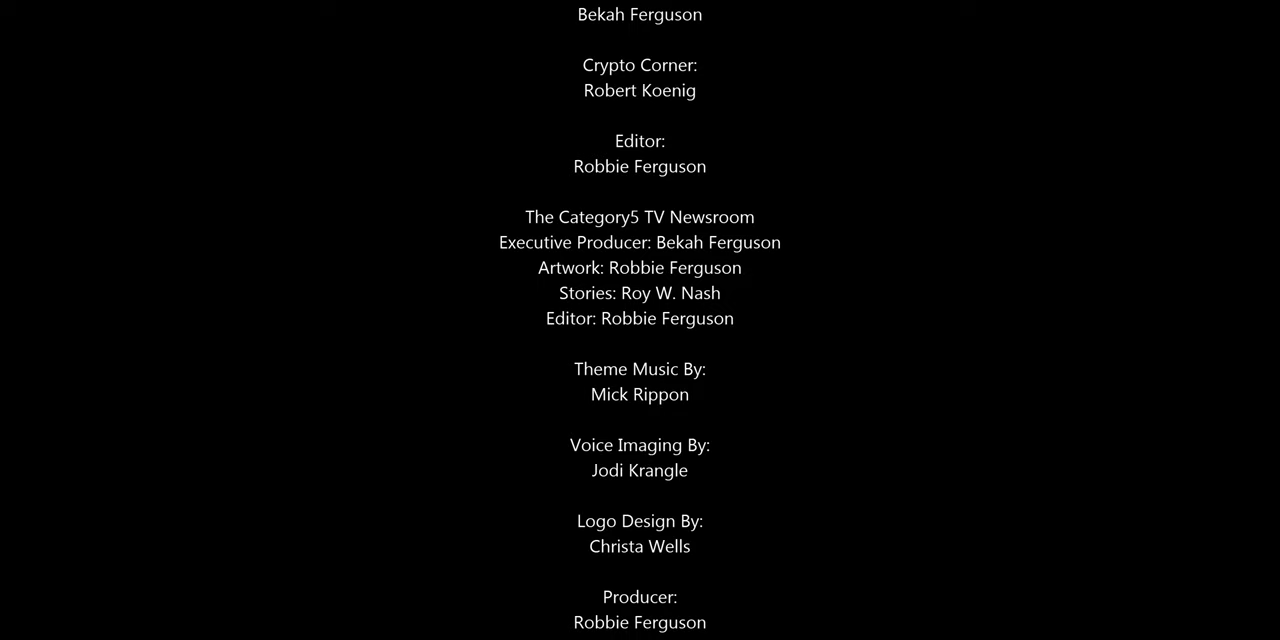 Bekah Ferguson
Crypto Corner:
Robert Koenig
Editor:
Robbie Ferguson
The Category5 TV Newsroom
Executive Producer: Bekah Ferguson
Artwork: Robbie Ferguson
Stories: Roy W. Nash
Editor: Robbie Ferguson
Theme Music By:
Mick Rippon
Voice Imaging By:
Jodi Krangle
Logo Design By:
Christa Wells
Producer:
Robbie Ferguson